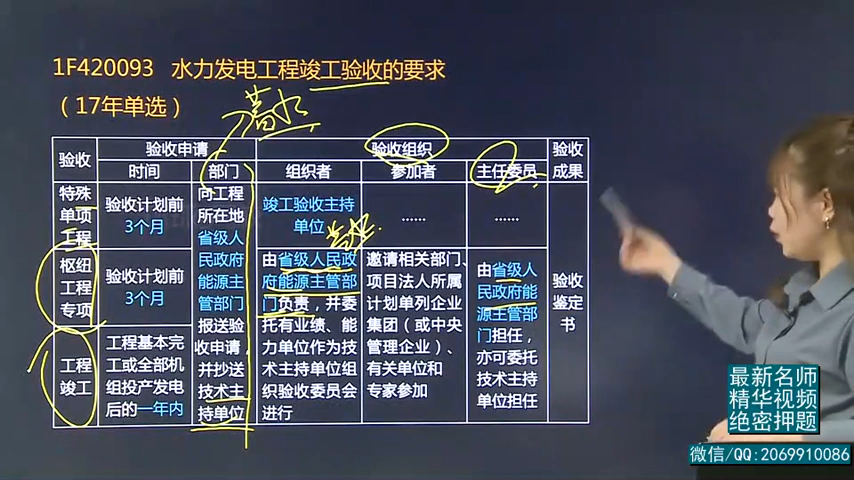 1F420093 水力发电工程竣工验收的要求
（17年单选）
蓄水
验收
验收申请
验收组织
验收
成果
时间
部门
组织者
参加者
主任委员
特殊
单项
工程
验收计划前
3个月
向工程
所在地
省级人
民政府
能源主
管部门
报送验
收申请，
并抄送
技术主
持单位
竣工验收主持
单位
……
……
枢纽
工程
专项
验收计划前
3个月
由省级人民政
府能源主管部
门负责，并委
托有业绩、能
力单位作为技
术主持单位组
织验收委员会
进行
邀请相关部门、
项目法人所属
计划单列企业
集团（或中央
管理企业）、
有关单位和
专家参加
由省级人
民政府能
源主管部
门担任，
亦可委托
技术主持
单位担任
验收
鉴定
书
工程
竣工
工程基本完
工或全部机
组投产发电
后的一年内
最新名师
精华视频
绝密押题
微信/QQ:2069910086